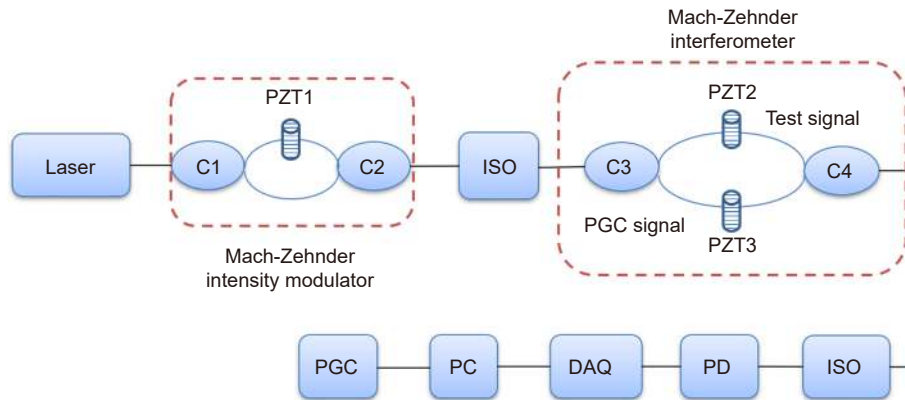 Mach-Zehnder
interferometer
PZT1
PZT2
Test signal
Laser
C1
C2
ISO
C3
C4
PGC signal
PZT3
Mach-Zehnder
intensity modulator
PGC
PC
DAQ
PD
ISO